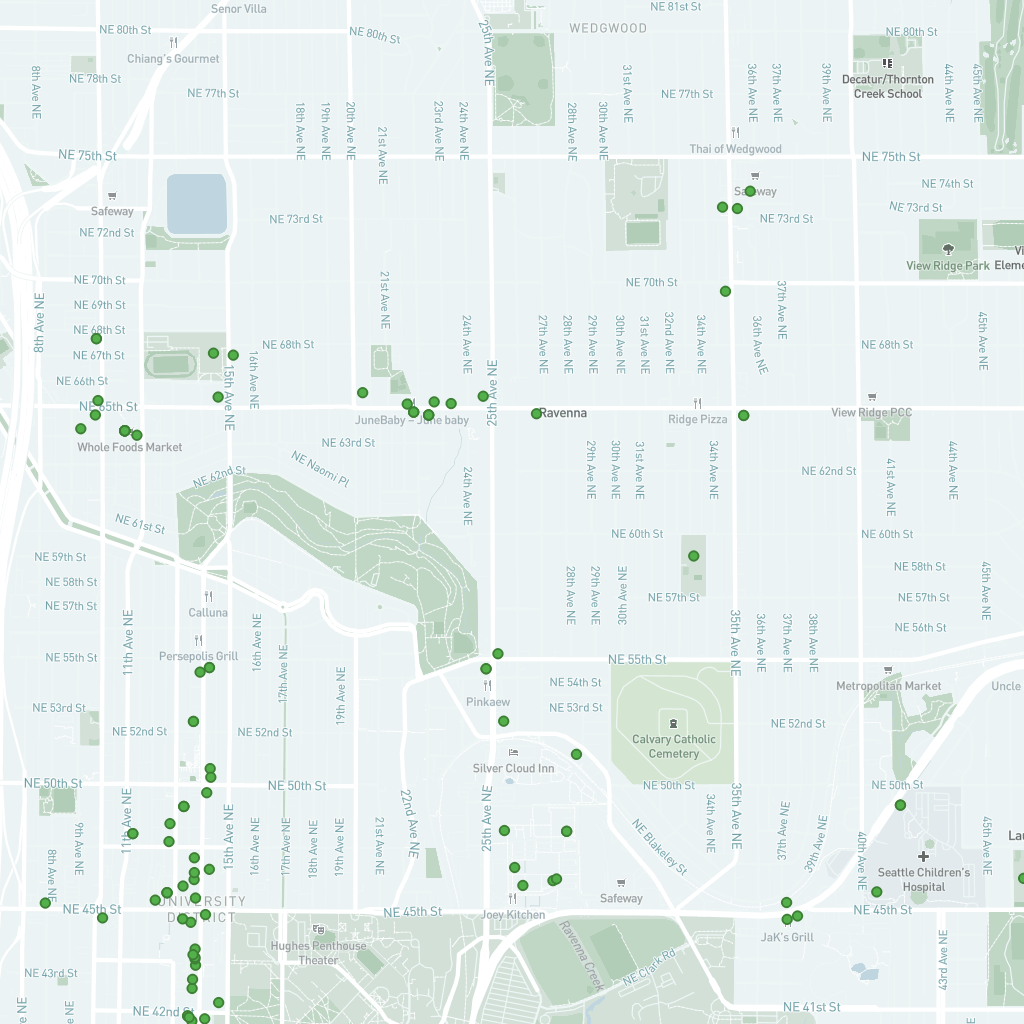 Senor Villa
NE 81st St
NE 80th St
NE 80th St
25th Ave NE
WEDGWOOD
NE 80th St
Chiang's Gourmet
8th Ave NE
NE 78th St
NE 77th St
31st Ave NE
NE 77th St
36th Ave NE
37th Ave NE
39th Ave NE
Decatur/Thornton
Creek School
44th Ave NE
45th Ave NE
18th Ave NE
19th Ave NE
20th Ave NE
21st Ave NE
23rd Ave NE
24th Ave NE
28th Ave NE
30th Ave NE
Thai of Wedgwood
NE 75th St
NE 75th St
Safeway
NE 74th St
Safeway
NE 73rd St
NE 73rd St
NE 73rd St
NE 72nd St
View Ridge Park
NE 70th St
21st Ave NE
NE 70th St
37th Ave NE
8th Ave NE
NE 69th St
NE 68th St
24th Ave NE
27th Ave NE
28th Ave NE
29th Ave NE
30th Ave NE
31st Ave NE
32nd Ave NE
34th Ave NE
36th Ave NE
45th Ave NE
NE 67th St
NE 68th St
NE 68th St
16th Ave NE
15th Ave NE
NE 66th St
25th Ave NE
NE 65th St
JuneBaby – June baby
Ravenna
Ridge Pizza
View Ridge PCC
Whole Foods Market
NE 63rd St
29th Ave NE
30th Ave NE
31st Ave NE
34th Ave NE
NE 62nd St
41st Ave NE
44th Ave NE
NE 62nd St
NE Naomi Pl
24th Ave NE
NE 61st St
NE 60th St
NE 60th St
NE 59th St
NE 58th St
NE 58th St
28th Ave NE
29th Ave NE
30th Ave NE
45th Ave NE
NE 57th St
Calluna
NE 57th St
NE 57th St
11th Ave NE
16th Ave NE
35th Ave NE
36th Ave NE
37th Ave NE
38th Ave NE
NE 56th St
NE 55th St
Persepolis Grill
17th Ave NE
19th Ave NE
NE 55th St
NE 54th St
Metropolitan Market
Uncle
Pinkaew
NE 53rd St
NE 53rd St
NE 52nd St
NE 52nd St
NE 52nd St
Calvary Catholic
Cemetery
Silver Cloud Inn
NE 50th St
NE 50th St
NE 50th St
NE 50th St
9th Ave NE
11th Ave NE
15th Ave NE
16th Ave NE
17th Ave NE
18th Ave NE
19th Ave NE
21st Ave NE
22nd Ave NE
25th Ave NE
NE Blakeley St
34th Ave NE
35th Ave NE
37th Ave NE
39th Ave NE
40th Ave NE
45th Ave NE
8th Ave NE
Seattle Children's
Hospital
NE 45th St
UNIVERSITY
DISTRICT
NE 45th St
Joey Kitchen
Safeway
NE 45th St
JaK's Grill
Hughes Penthouse
Theater
Ravenna Creek
NE Clark Rd
43rd Ave NE
NE 43rd St
NE 42nd St
NE 41st St